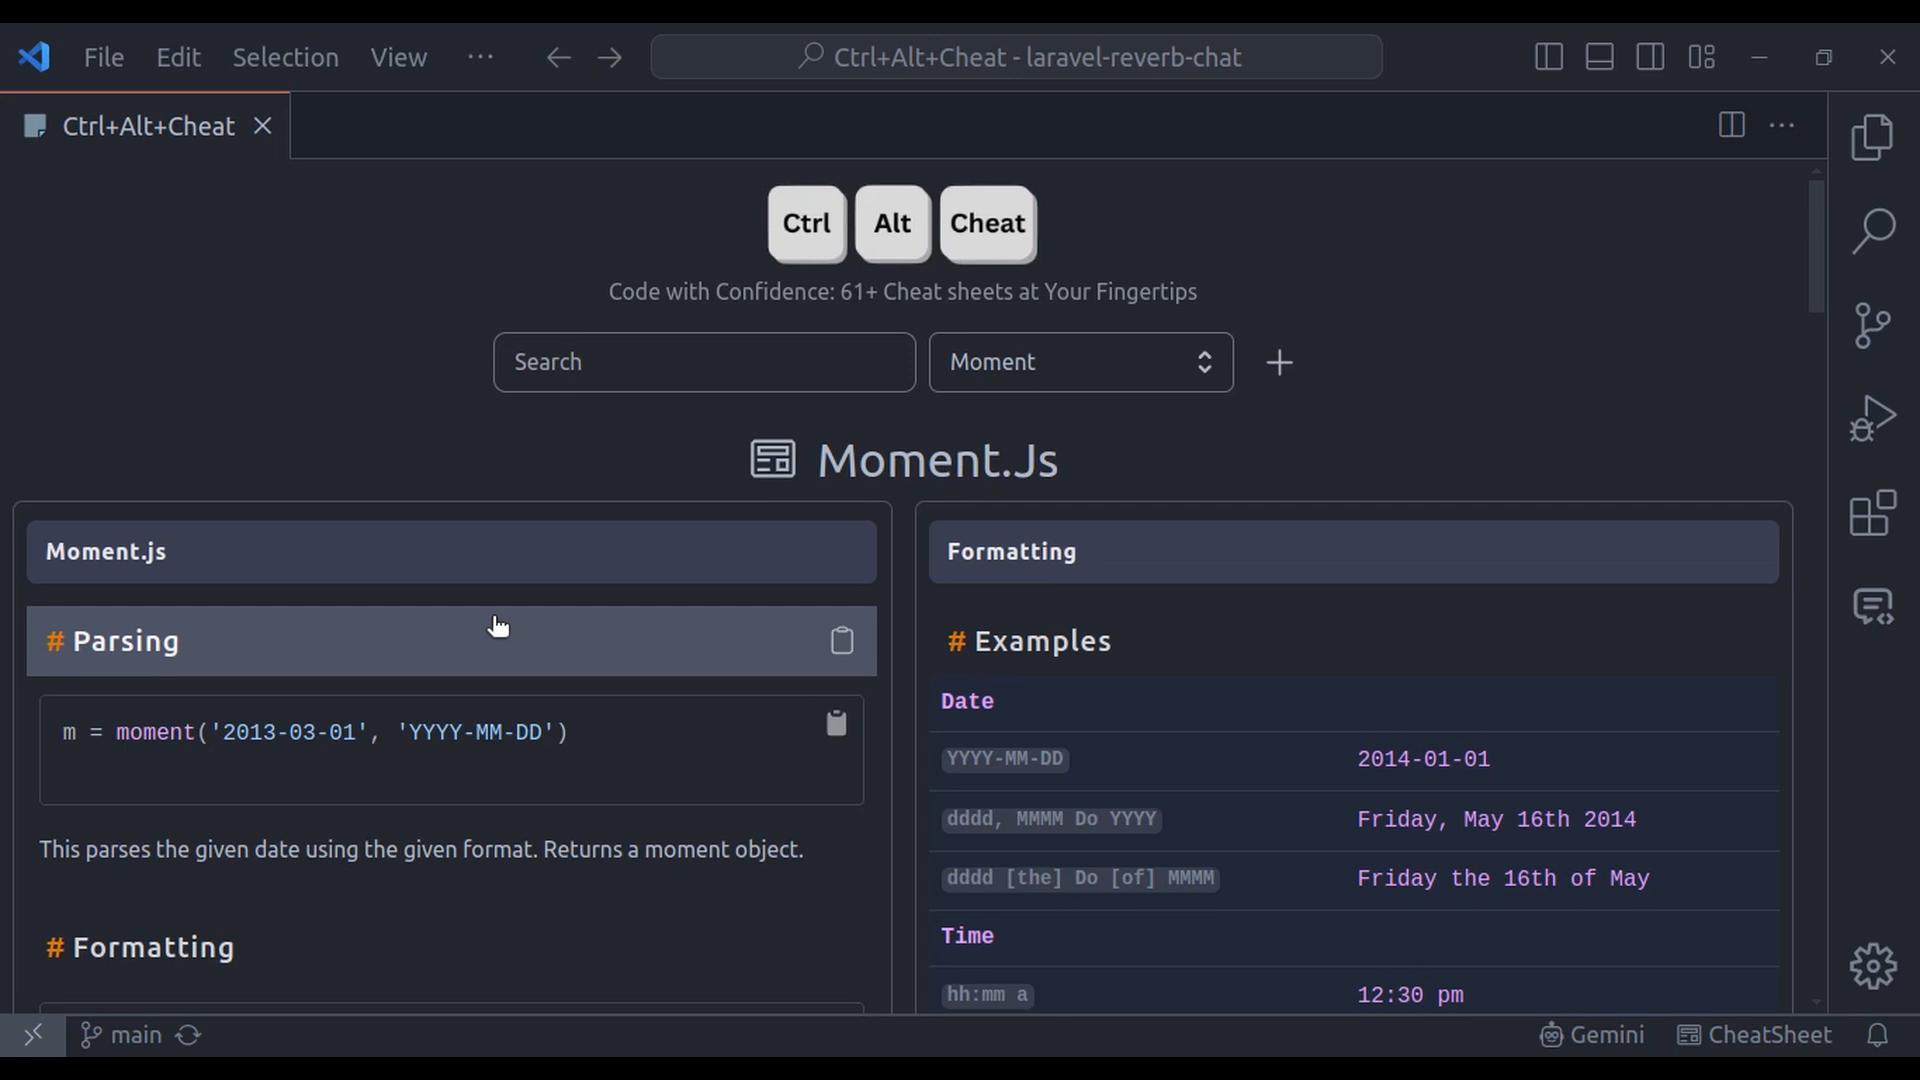 File Edit Selection View ··· Ctrl+Alt+Cheat - laravel-reverb-chat
Ctrl+Alt+Cheat
Ctrl Alt Cheat
Code with Confidence: 61+ Cheat sheets at Your Fingertips
Search Moment
Moment.Js
Moment.js
# Parsing
m = moment('2013-03-01', 'YYYY-MM-DD')
This parses the given date using the given format. Returns a moment object.
# Formatting
Formatting
# Examples
Date
YYYY-MM-DD 2014-01-01
dddd, MMMM Do YYYY Friday, May 16th 2014
dddd [the] Do [of] MMMM Friday the 16th of May
Time
hh:mm a 12:30 pm
main Gemini CheatSheet